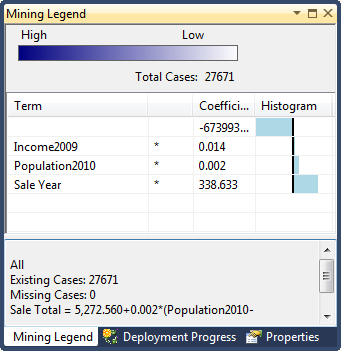 Mining Legend
High Low
Total Cases: 27671
Term Coeffici... Histogram
-673993...
Income2009 * 0.014
Population2010 * 0.002
Sale Year * 338.633
All
Existing Cases: 27671
Missing Cases: 0
Sale Total = 5,272.560+0.002*(Population2010-
Mining Legend Deployment Progress Properties